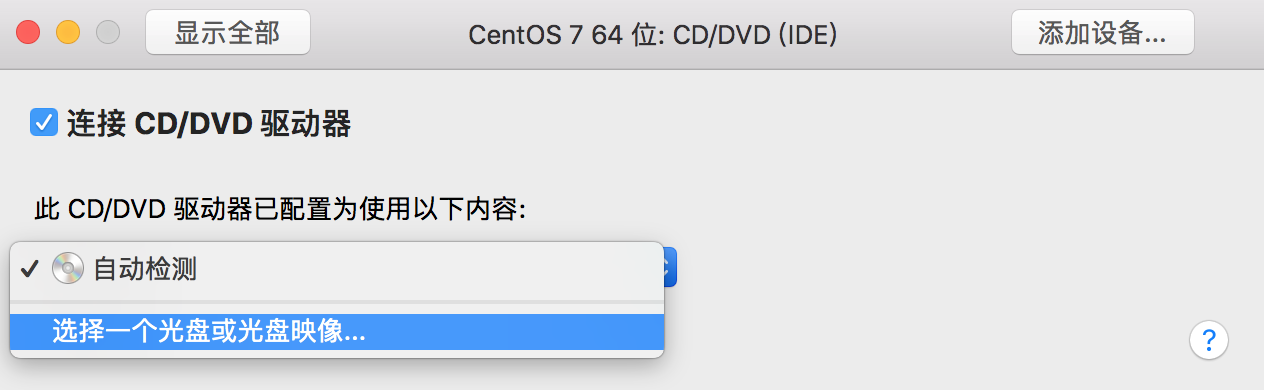 显示全部
CentOS 7 64 位: CD/DVD (IDE)
添加设备...
连接 CD/DVD 驱动器
此 CD/DVD 驱动器已配置为使用以下内容:
自动检测
选择一个光盘或光盘映像...
?